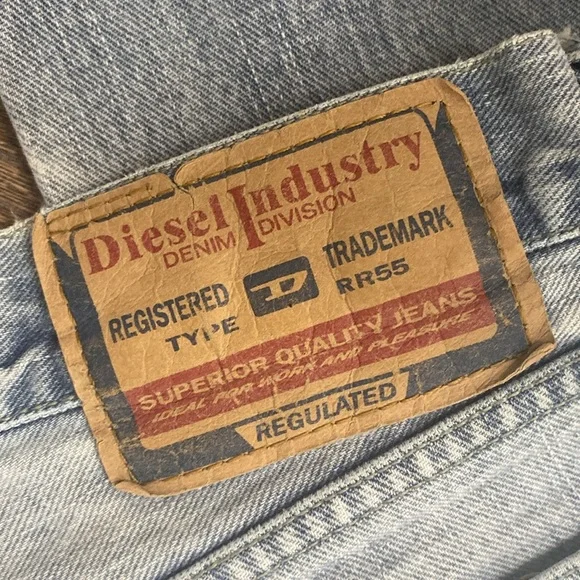 Diesel Industry
DENIM DIVISION
REGISTERED D TRADEMARK
TYPE RR55
SUPERIOR QUALITY JEANS
IDEAL FOR WORK AND PLEASURE
REGULATED